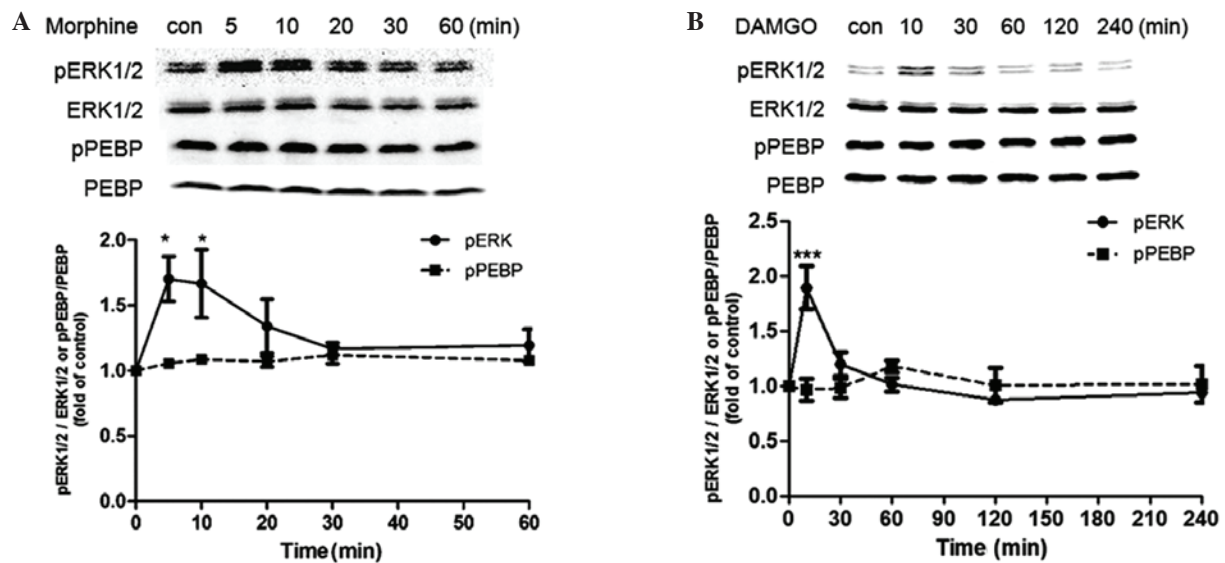 A Morphine con 5 10 20 30 60 (min)
pERK1/2
ERK1/2
pPEBP
PEBP
pERK1/2 / ERK1/2 or pPEBP/PEBP
(fold of control)
2.0
1.5
1.0
0.5
0.0
* *
pERK
pPEBP
0 10 20 30 40 50 60
Time (min)
B DAMGO con 10 30 60 120 240 (min)
pERK1/2
ERK1/2
pPEBP
PEBP
pERK1/2 / ERK1/2 or pPEBP/PEBP
(fold of control)
2.5
2.0
1.5
1.0
0.5
0.0
***
pERK
pPEBP
0 30 60 90 120 150 180 210 240
Time (min)